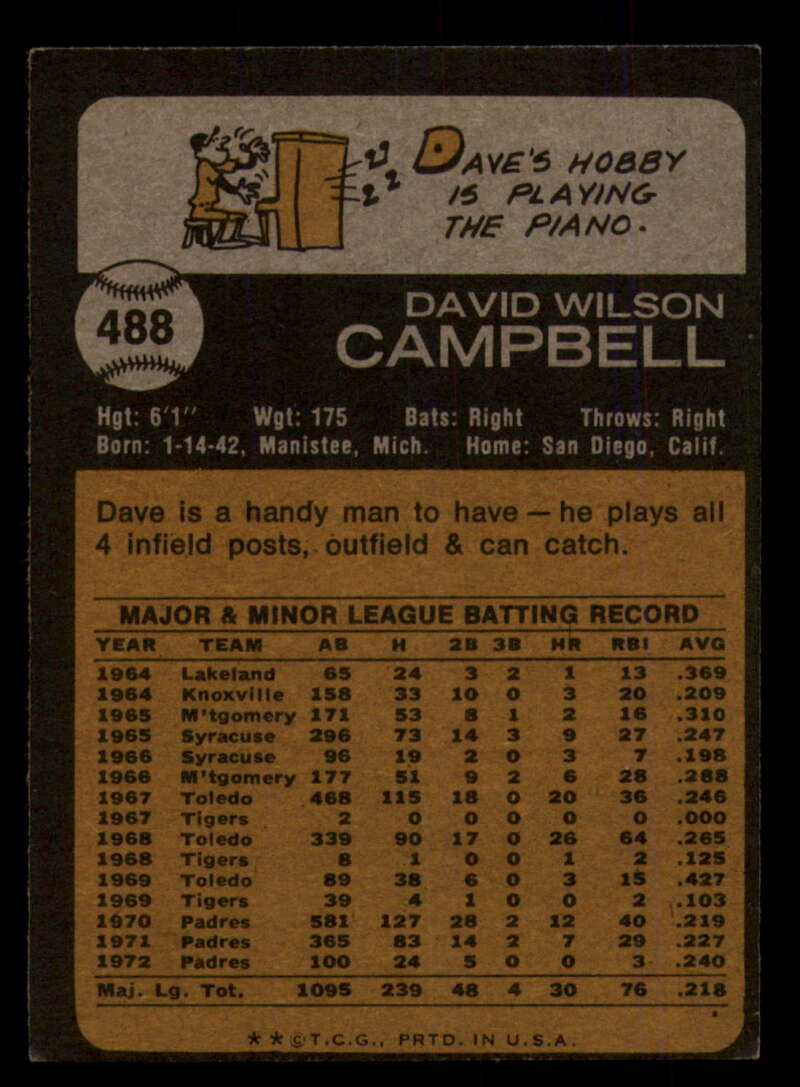 DAVE'S HOBBY
IS PLAYING
THE PIANO.
488
DAVID WILSON
CAMPBELL
Hgt: 6'1" Wgt: 175 Bats: Right Throws: Right
Born: 1-14-42, Manistee, Mich. Home: San Diego, Calif.
Dave is a handy man to have — he plays all
4 infield posts, outfield & can catch.
MAJOR & MINOR LEAGUE BATTING RECORD
YEAR TEAM AB H 2B 3B HR RBI AVG
1964 Lakeland 65 24 3 2 1 13 .369
1964 Knoxville 158 33 10 0 3 20 .209
1965 M'tgomery 171 53 8 1 2 16 .310
1965 Syracuse 296 73 14 3 9 27 .247
1966 Syracuse 96 19 2 0 3 7 .198
1966 M'tgomery 177 51 9 2 6 28 .288
1967 Toledo 468 115 18 0 20 36 .246
1967 Tigers 2 0 0 0 0 0 .000
1968 Toledo 339 90 17 0 26 64 .265
1968 Tigers 8 1 0 0 1 2 .125
1969 Toledo 89 38 6 0 3 15 .427
1969 Tigers 39 4 1 0 0 2 .103
1970 Padres 581 127 28 2 12 40 .219
1971 Padres 365 83 14 2 7 29 .227
1972 Padres 100 24 5 0 0 3 .240
Maj. Lg. Tot. 1095 239 48 4 30 76 .218
★ ★ © T.C.G., PRTD. IN U.S.A.